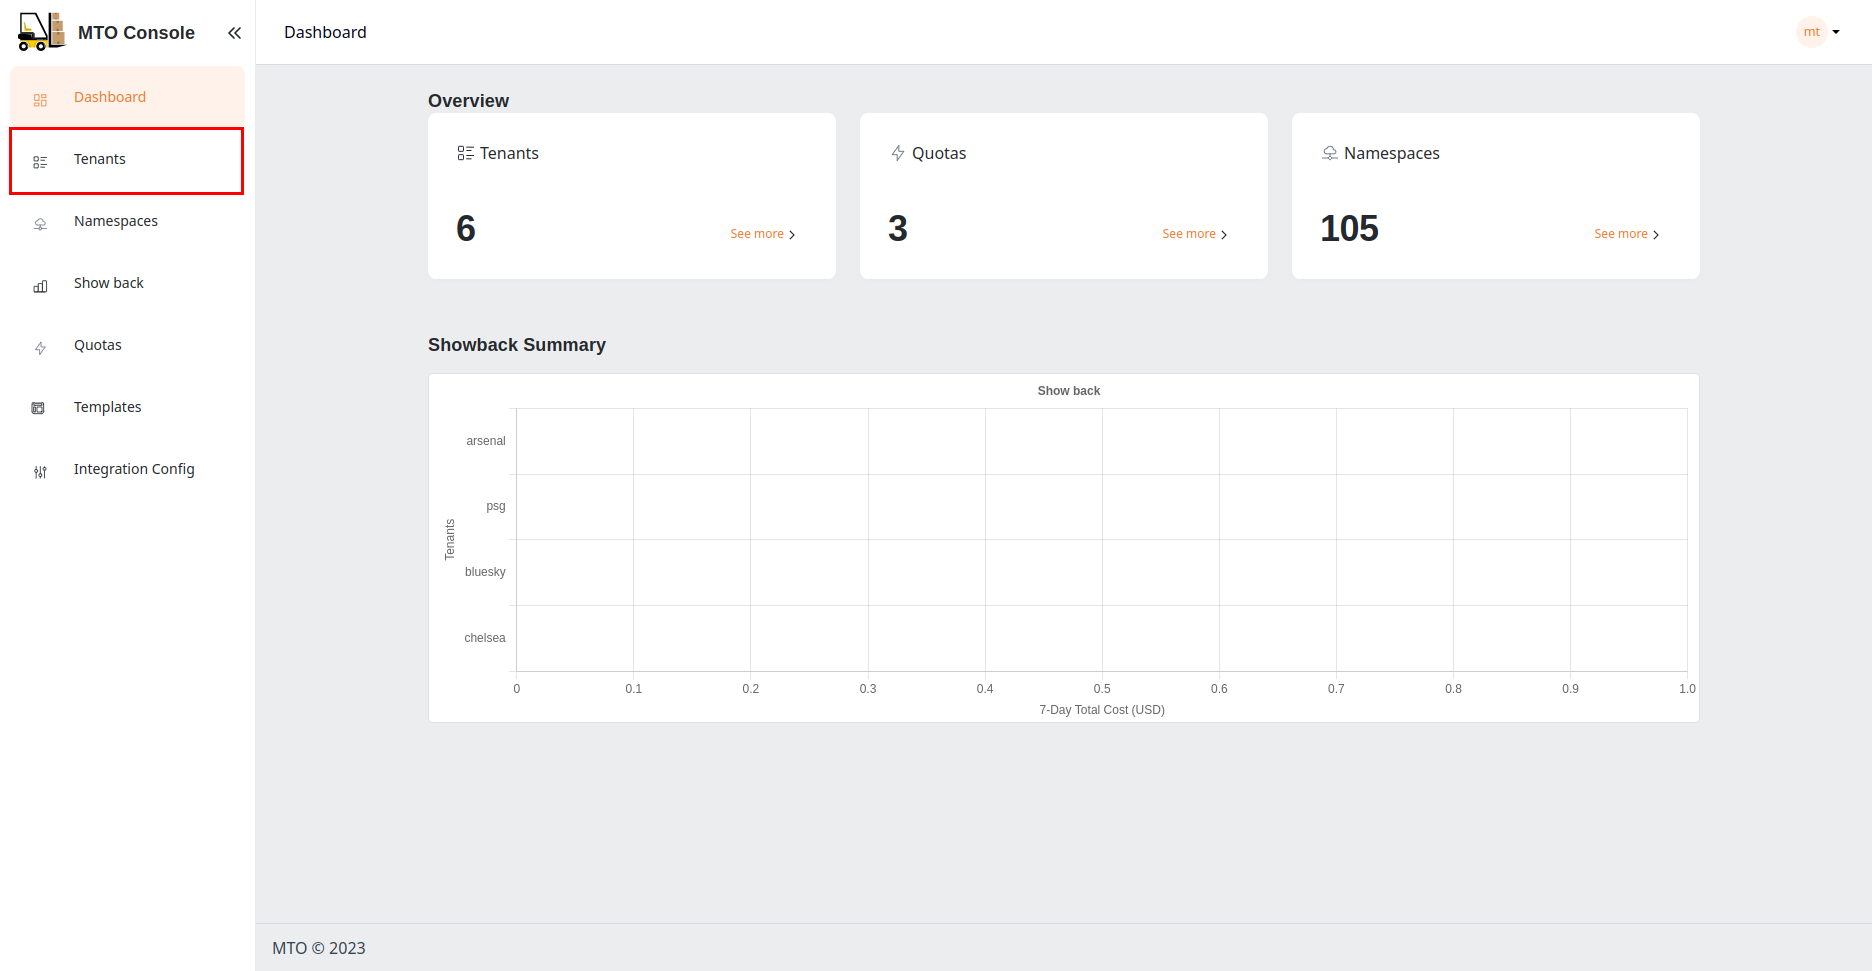 MTO Console
Dashboard
mt
Dashboard
Tenants
Namespaces
Show back
Quotas
Templates
Integration Config
Overview
Tenants
6
See more
Quotas
3
See more
Namespaces
105
See more
Showback Summary
Show back
Tenants
arsenal
psg
bluesky
chelsea
0 0.1 0.2 0.3 0.4 0.5 0.6 0.7 0.8 0.9 1.0
7-Day Total Cost (USD)
MTO © 2023